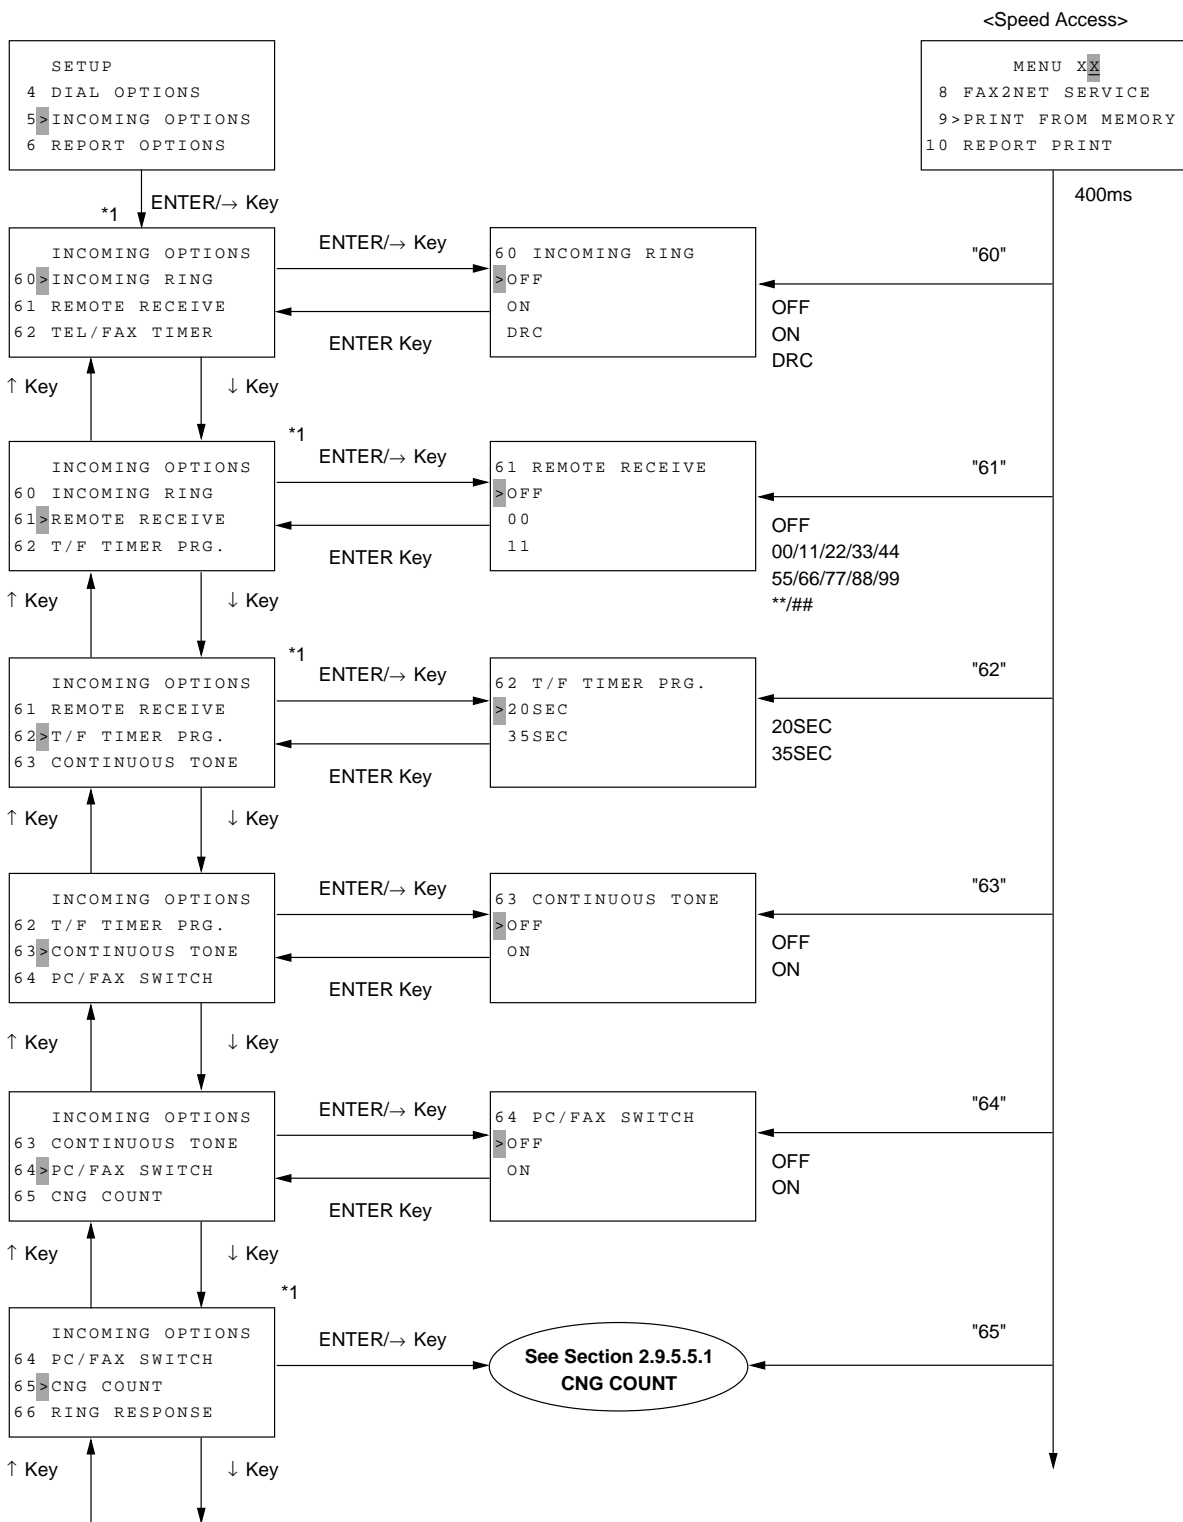 <Speed Access>
SETUP
4 DIAL OPTIONS
5>INCOMING OPTIONS
6 REPORT OPTIONS
MENU XX
8 FAX2NET SERVICE
9>PRINT FROM MEMORY
10 REPORT PRINT
*1
ENTER/→ Key
400ms
INCOMING OPTIONS
60>INCOMING RING
61 REMOTE RECEIVE
62 TEL/FAX TIMER
ENTER/→ Key
ENTER Key
60 INCOMING RING
>OFF
ON
DRC
"60"
OFF
ON
DRC
↑ Key
↓ Key
INCOMING OPTIONS
60 INCOMING RING
61>REMOTE RECEIVE
62 T/F TIMER PRG.
*1
ENTER/→ Key
ENTER Key
61 REMOTE RECEIVE
>OFF
00
11
"61"
OFF
00/11/22/33/44
55/66/77/88/99
**/##
↑ Key
↓ Key
INCOMING OPTIONS
61 REMOTE RECEIVE
62>T/F TIMER PRG.
63 CONTINUOUS TONE
*1
ENTER/→ Key
ENTER Key
62 T/F TIMER PRG.
>20SEC
35SEC
"62"
20SEC
35SEC
↑ Key
↓ Key
INCOMING OPTIONS
62 T/F TIMER PRG.
63>CONTINUOUS TONE
64 PC/FAX SWITCH
ENTER/→ Key
ENTER Key
63 CONTINUOUS TONE
>OFF
ON
"63"
OFF
ON
↑ Key
↓ Key
INCOMING OPTIONS
63 CONTINUOUS TONE
64>PC/FAX SWITCH
65 CNG COUNT
ENTER/→ Key
ENTER Key
64 PC/FAX SWITCH
>OFF
ON
"64"
OFF
ON
↑ Key
↓ Key
INCOMING OPTIONS
64 PC/FAX SWITCH
65>CNG COUNT
66 RING RESPONSE
*1
ENTER/→ Key
See Section 2.9.5.5.1
CNG COUNT
"65"
↑ Key
↓ Key